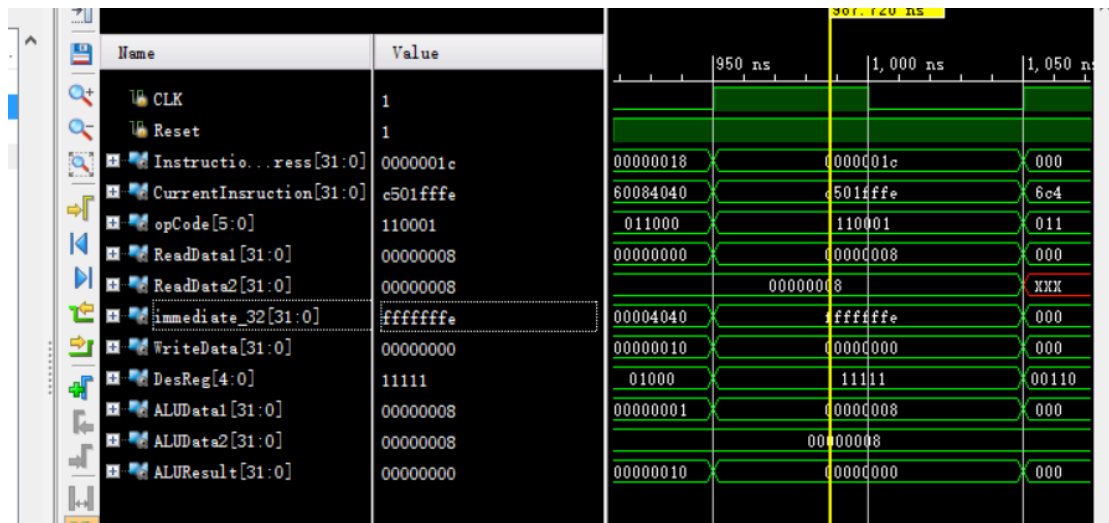 987.720 ns
Name Value
950 ns 1,000 ns 1,050 n
CLK 1
Reset 1
Instructio...ress[31:0] 0000001c 00000018 0000001c 000
CurrentInsruction[31:0] c501fffe 60084040 c501fffe 6c4
opCode[5:0] 110001 011000 110001 011
ReadData1[31:0] 00000008 00000000 00000008 000
ReadData2[31:0] 00000008 00000008 XXX
immediate_32[31:0] fffffffe 00004040 fffffffe 000
WriteData[31:0] 00000000 00000010 00000000 000
DesReg[4:0] 11111 01000 11111 00110
ALUData1[31:0] 00000008 00000001 00000008 000
ALUData2[31:0] 00000008 00000008
ALUResult[31:0] 00000000 00000010 00000000 000